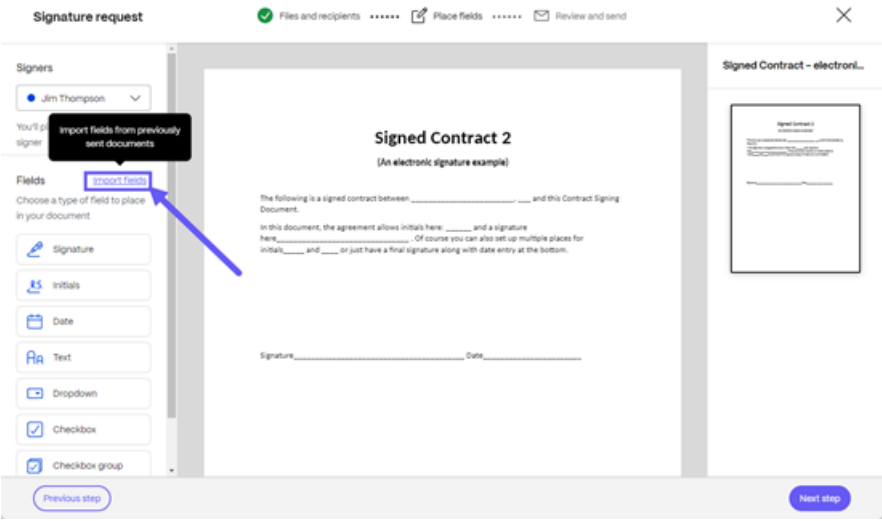 Signature request
Files and recipients
Place fields
Review and send
Signers
Jim Thompson
You'll pl
signer
Import fields from previously
sent documents
Fields
Import fields
Choose a type of field to place
in your document
Signature
Initials
Date
Text
Dropdown
Checkbox
Checkbox group
Signed Contract 2
(An electronic signature example)
The following is a signed contract between ________________________, ___ and this Contract Signing
Document.
In this document, the agreement allows initials here: ______ and a signature
here_______________________________ . Of course you can also set up multiple places for
initials_____ and ____ or just have a final signature along with date entry at the bottom.
Signature________________________________________ Date_______________________
Signed Contract - electroni...
Signed Contract 2
Previous step
Next step